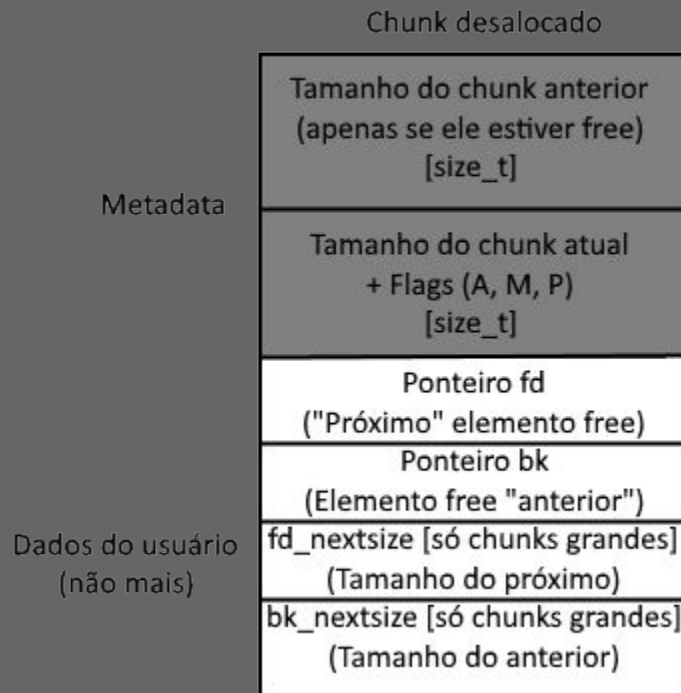 Chunk desalocado
Tamanho do chunk anterior
(apenas se ele estiver free)
[size_t]
Metadata
Tamanho do chunk atual
+ Flags (A, M, P)
[size_t]
Ponteiro fd
("Próximo" elemento free)
Ponteiro bk
(Elemento free "anterior")
Dados do usuário
(não mais)
fd_nextsize [só chunks grandes]
(Tamanho do próximo)
bk_nextsize [só chunks grandes]
(Tamanho do anterior)